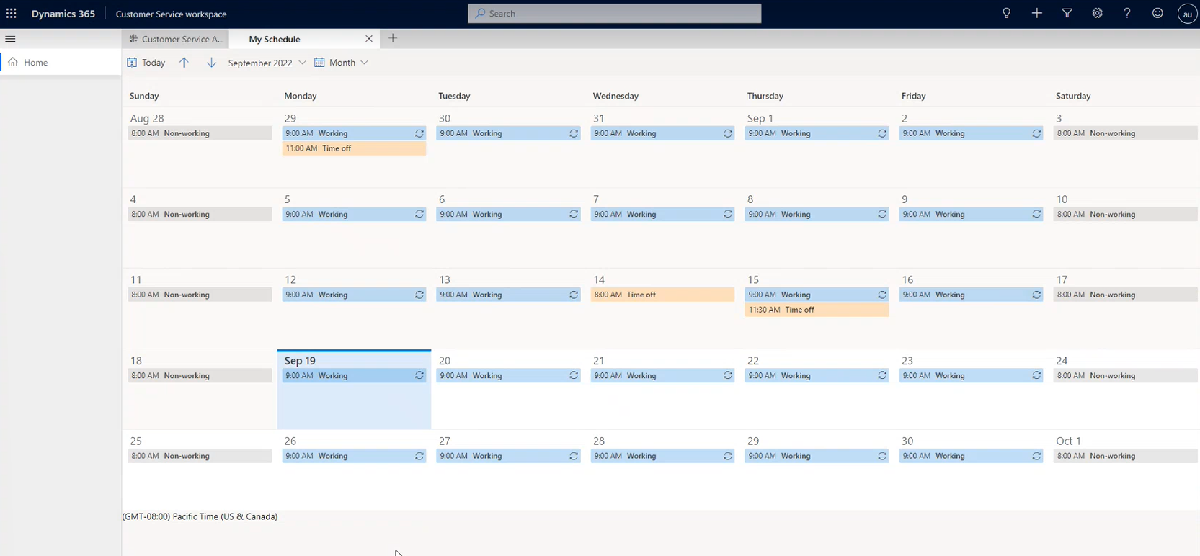 Dynamics 365 Customer Service workspace Search au
Customer Service A... My Schedule
Home
Today September 2022 Month
Sunday Monday Tuesday Wednesday Thursday Friday Saturday
Aug 28 29 30 31 Sep 1 2 3
8:00 AM Non-working 9:00 AM Working 9:00 AM Working 9:00 AM Working 9:00 AM Working 9:00 AM Working 8:00 AM Non-working
11:00 AM Time off
4 5 6 7 8 9 10
8:00 AM Non-working 9:00 AM Working 9:00 AM Working 9:00 AM Working 9:00 AM Working 9:00 AM Working 8:00 AM Non-working
11 12 13 14 15 16 17
8:00 AM Non-working 9:00 AM Working 9:00 AM Working 8:00 AM Time off 9:00 AM Working 9:00 AM Working 8:00 AM Non-working
11:30 AM Time off
18 Sep 19 20 21 22 23 24
8:00 AM Non-working 9:00 AM Working 9:00 AM Working 9:00 AM Working 9:00 AM Working 9:00 AM Working 8:00 AM Non-working
25 26 27 28 29 30 Oct 1
8:00 AM Non-working 9:00 AM Working 9:00 AM Working 9:00 AM Working 9:00 AM Working 9:00 AM Working 8:00 AM Non-working
(GMT-08:00) Pacific Time (US & Canada)